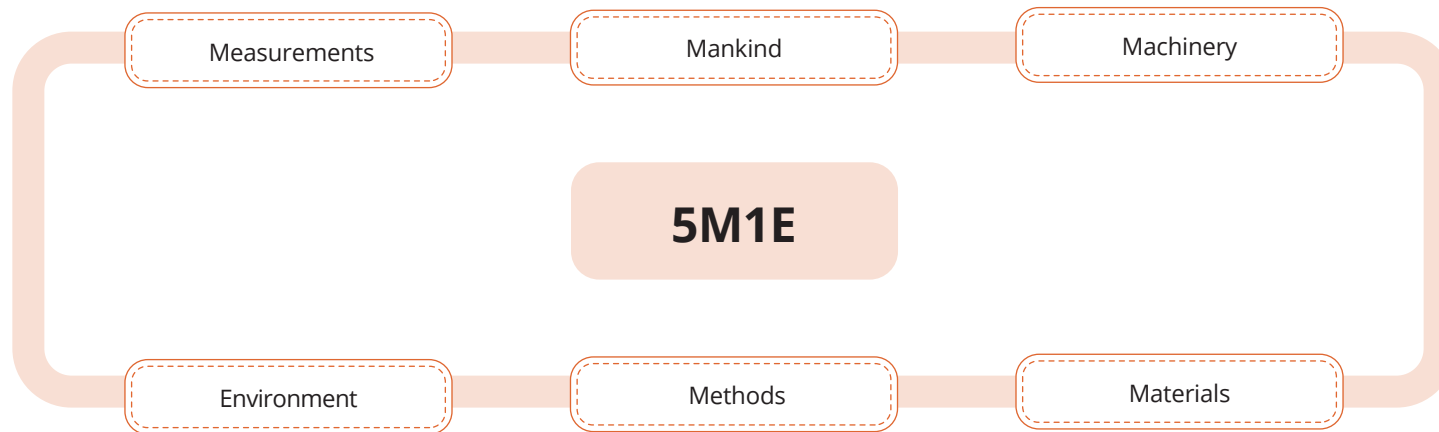 Measurements
Mankind
Machinery
5M1E
Environment
Methods
Materials